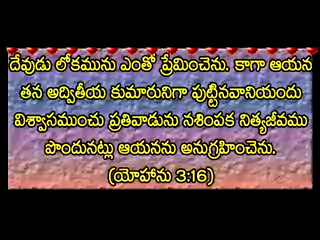 దేవుడు లోకమును ఎంతో ప్రేమించెను. కాగా ఆయన
తన అద్వితీయ కుమారునిగా పుట్టినవానియందు
విశ్వాసముంచు ప్రతివాడును నశింపక నిత్యజీవము
పొందునట్లు ఆయనను అనుగ్రహించెను.
(యోహాను 3:16)